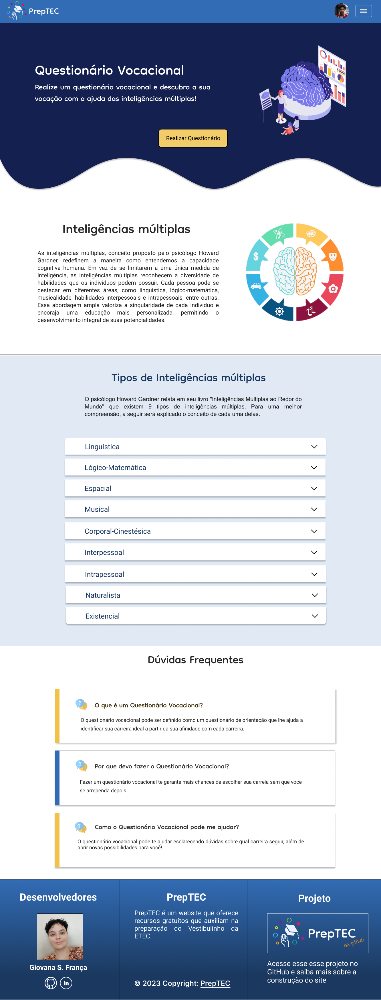 PrepTEC
Questionário Vocacional
Realize um questionário vocacional e descubra a sua
vocação com a ajuda das inteligências múltiplas!
Realizar Questionário
Inteligências múltiplas
As inteligências múltiplas, conceito proposto pelo psicólogo Howard
Gardner, redefinem a maneira como entendemos a capacidade
cognitiva humana. Em vez de se limitarem a uma única medida de
inteligência, as inteligências múltiplas reconhecem a diversidade de
habilidades que os indivíduos podem possuir. Cada pessoa pode se
destacar em diferentes áreas, como linguística, lógico-matemática,
musicalidade, habilidades interpessoais e intrapessoais, entre outras.
Essa abordagem ampla valoriza a singularidade de cada indivíduo e
encoraja uma educação mais personalizada, permitindo o
desenvolvimento integral de suas potencialidades.
$
Tipos de Inteligências múltiplas
O psicólogo Howard Gardner relata em seu livro "Inteligências Múltiplas ao Redor do
Mundo" que existem 9 tipos de inteligências múltiplas. Para uma melhor
compreensão, a seguir será explicado o conceito de cada uma delas.
Linguística
Lógico-Matemática
Espacial
Musical
Corporal-Cinestésica
Interpessoal
Intrapessoal
Naturalista
Existencial
Dúvidas Frequentes
? O que é um Questionário Vocacional?
O questionário vocacional pode ser definido como um questionário de orientação que lhe ajuda a
identificar sua carreira ideal a partir da sua afinidade com cada carreira.
? Por que devo fazer o Questionário Vocacional?
Fazer um questionário vocacional te garante mais chances de escolher sua carreia sem que você
se arrependa depois!
? Como o Questionário Vocacional pode me ajudar?
O questionário vocacional pode te ajudar esclarecendo dúvidas sobre qual carreira seguir, além de
abrir novas possibilidades para você!
Desenvolvedores
Giovana S. França
in
PrepTEC
PrepTEC é um website que oferece
recursos gratuitos que auxiliam na
preparação do Vestibulinho da
ETEC.
© 2023 Copyright: PrepTEC
Projeto
PrepTEC
on github
Acesse esse esse projeto no
GitHub e saiba mais sobre a
construção do site